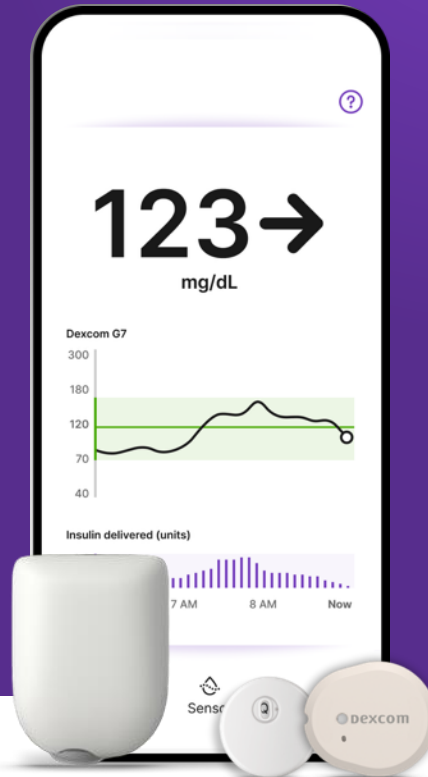 ?
123→
mg/dL
Dexcom G7
300
180
120
70
40
Insulin delivered (units)
7 AM 8 AM Now
Dexcom